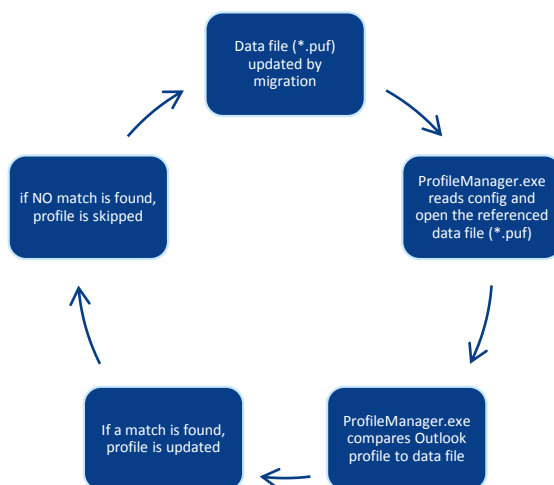 Data file (*.puf)
updated by
migration
ProfileManager.exe
reads config and
open the referenced
data file (*.puf)
ProfileManager.exe
compares Outlook
profile to data file
If a match is found,
profile is updated
if NO match is found,
profile is skipped